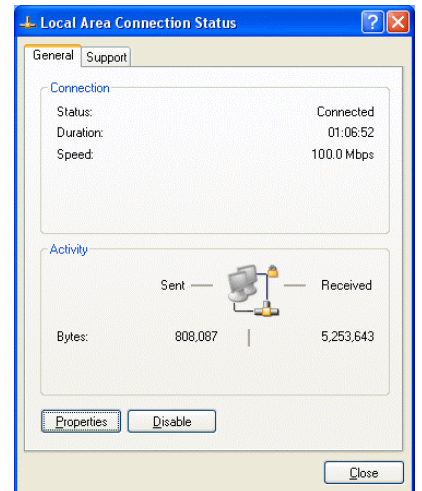 Local Area Connection Status
General Support
Connection
Status: Connected
Duration: 01:06:52
Speed: 100.0 Mbps
Activity
Sent — — Received
Bytes: 808,087 | 5,253,643
Properties Disable
Close